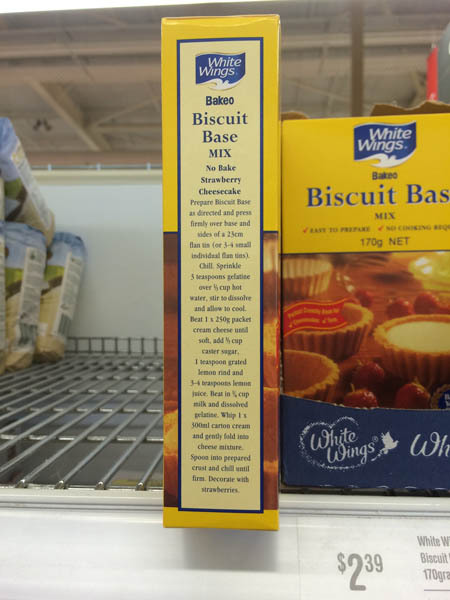 White
Wings.
Bakeo
Biscuit
Base
MIX
No Bake
Strawberry
Cheesecake
Prepare Biscuit Base
as directed and press
firmly over base and
sides of a 23cm
flan tin (or 3-4 small
individual flan tins).
Chill. Sprinkle
3 teaspoons gelatine
over ⅓ cup hot
water, stir to dissolve
and allow to cool.
Beat 1 x 250g packet
cream cheese until
soft, add ⅓ cup
caster sugar,
1 teaspoon grated
lemon rind and
3-4 teaspoons lemon
juice. Beat in ¾ cup
milk and dissolved
gelatine. Whip 1 x
300ml carton cream
and gently fold into
cheese mixture.
Spoon into prepared
crust and chill until
firm. Decorate with
strawberries.
White
Wings.
Bakeo
Biscuit Bas
MIX
✓ EASY TO PREPARE ✓ NO COOKING REQ
170g NET
White
Wings
Wh
$2 39
White W
Biscuit
170gra